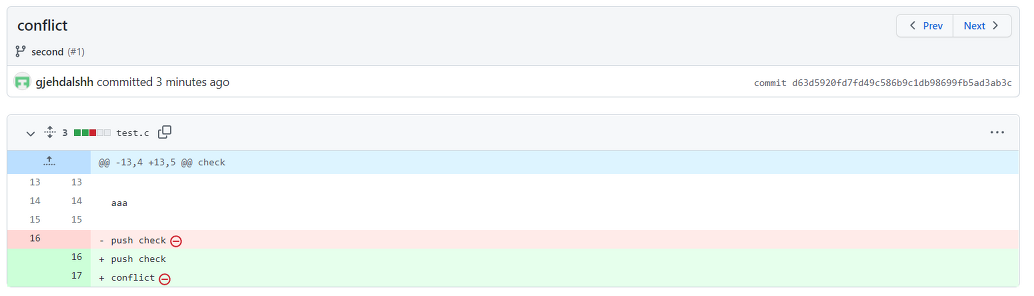 conflict
Prev Next
second (#1)
gjehdalshh committed 3 minutes ago
commit d63d5920fd7fd49c586b9c1db98699fb5ad3ab3c
3 test.c
@@ -13,4 +13,5 @@ check
13 13
14 14 aaa
15 15
16 - push check
16 + push check
17 + conflict